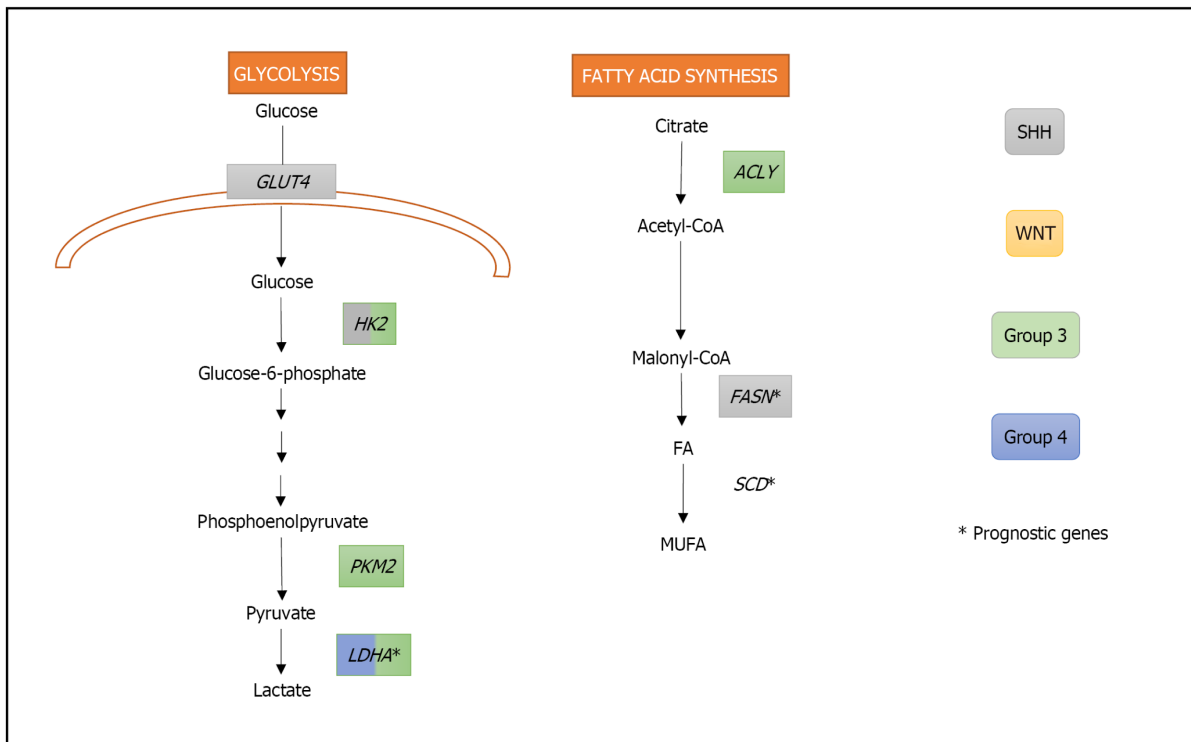 GLYCOLYSIS
Glucose
GLUT4
Glucose
HK2
Glucose-6-phosphate
Phosphoenolpyruvate
PKM2
Pyruvate
LDHA*
Lactate
FATTY ACID SYNTHESIS
Citrate
ACLY
Acetyl-CoA
Malonyl-CoA
FASN*
FA
SCD*
MUFA
SHH
WNT
Group 3
Group 4
* Prognostic genes